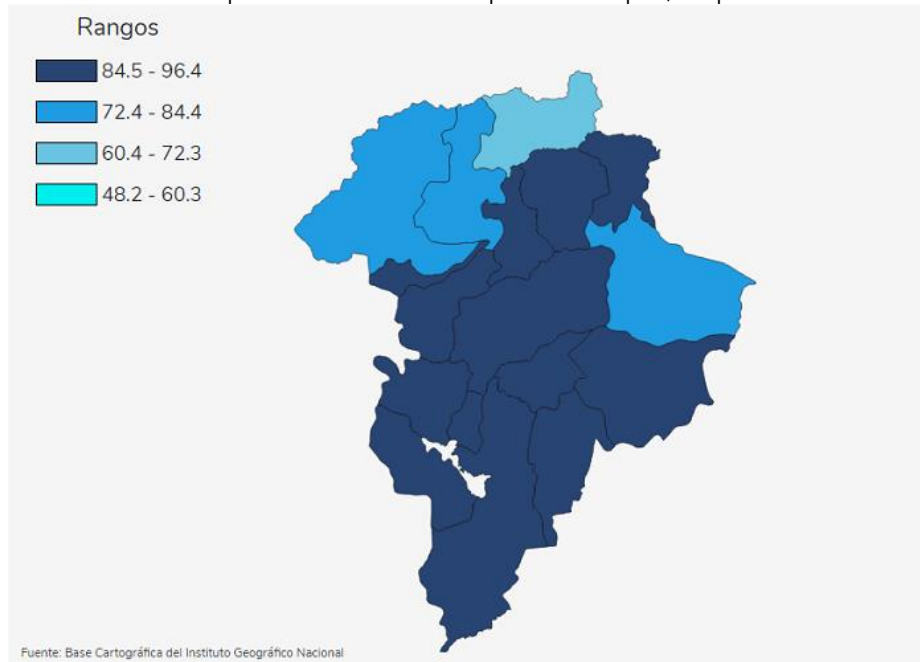 Rangos
84.5 - 96.4
72.4 - 84.4
60.4 - 72.3
48.2 - 60.3
Fuente: Base Cartográfica del Instituto Geográfico Nacional